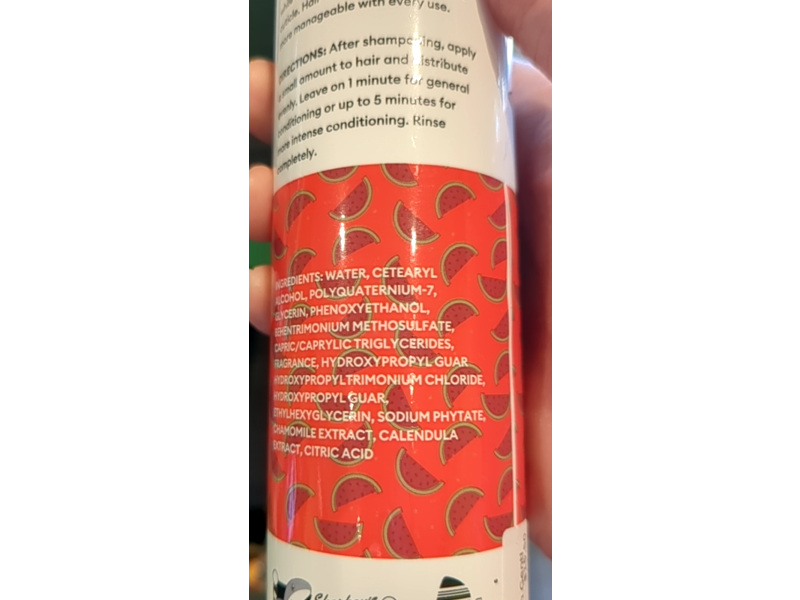 more manageable with every use.
DIRECTIONS: After shampooing, apply
a small amount to hair and distribute
evenly. Leave on 1 minute for general
conditioning or up to 5 minutes for
more intense conditioning. Rinse
completely.
INGREDIENTS: WATER, CETEARYL
ALCOHOL, POLYQUATERNIUM-7,
GLYCERIN, PHENOXYETHANOL,
BEHENTRIMONIUM METHOSULFATE,
CAPRIC/CAPRYLIC TRIGLYCERIDES,
FRAGRANCE, HYDROXYPROPYL GUAR
HYDROXYPROPYLTRIMONIUM CHLORIDE,
HYDROXYPROPYL GUAR,
ETHYLHEXYGLYCERIN, SODIUM PHYTATE,
CHAMOMILE EXTRACT, CALENDULA
EXTRACT, CITRIC ACID